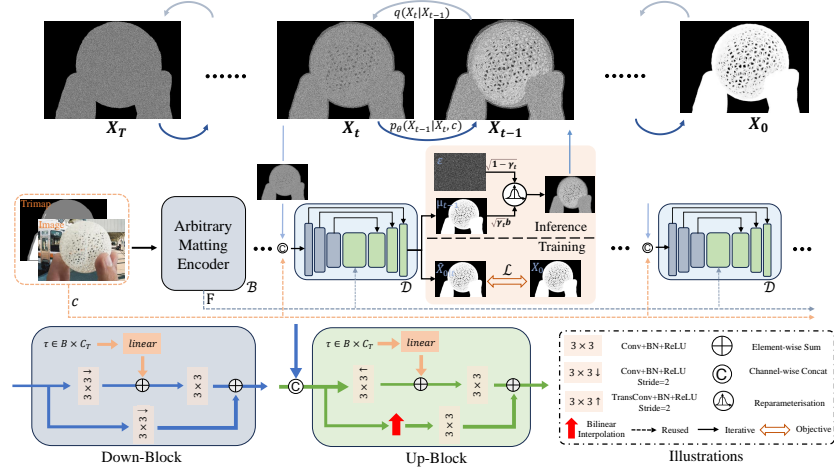 q(X_t|X_{t-1})
X_T
X_t
p_θ(X_{t-1}|X_t, c)
X_{t-1}
X_0
Trimap
Image
Arbitrary
Matting
Encoder
B
c
F
D
ε
√1 − γ_t
μ_{t-1}
√γ_t b
Inference
Training
X̂_0
ℒ
X_0
D
τ ∈ B × C_T
linear
3 × 3 ↓
3 × 3
3 × 3 ↓
Down-Block
C
τ ∈ B × C_T
linear
3 × 3 ↑
3 × 3
3 × 3
Up-Block
3 × 3 Conv+BN+ReLU Element-wise Sum
3 × 3 ↓ Conv+BN+ReLU
Stride=2 C Channel-wise Concat
3 × 3 ↑ TransConv+BN+ReLU
Stride=2 Reparameterisation
Bilinear
Interpolation Reused Iterative Objective
Illustrations